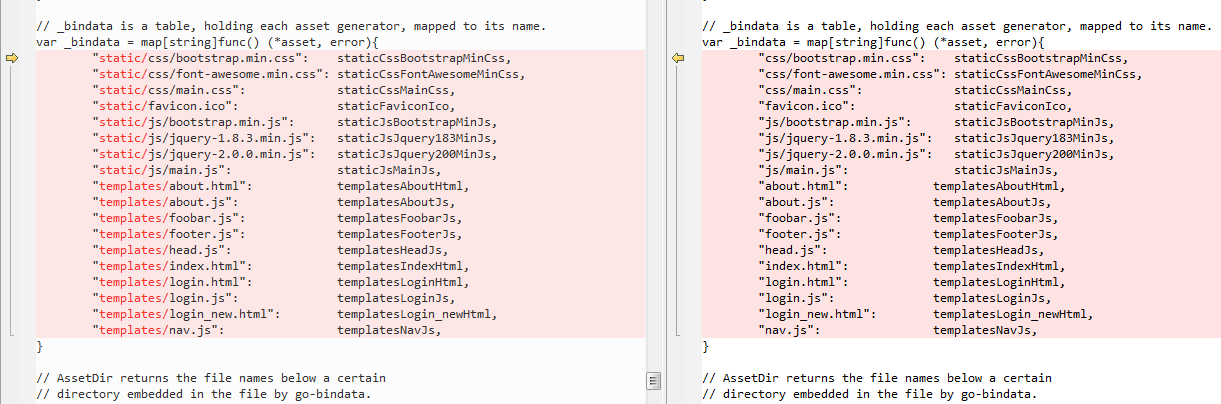 // _bindata is a table, holding each asset generator, mapped to its name.
var _bindata = map[string]func() (*asset, error){
"static/css/bootstrap.min.css": staticCssBootstrapMinCss,
"static/css/font-awesome.min.css": staticCssFontAwesomeMinCss,
"static/css/main.css": staticCssMainCss,
"static/favicon.ico": staticFaviconIco,
"static/js/bootstrap.min.js": staticJsBootstrapMinJs,
"static/js/jquery-1.8.3.min.js": staticJsJquery183MinJs,
"static/js/jquery-2.0.0.min.js": staticJsJquery200MinJs,
"static/js/main.js": staticJsMainJs,
"templates/about.html": templatesAboutHtml,
"templates/about.js": templatesAboutJs,
"templates/foobar.js": templatesFoobarJs,
"templates/footer.js": templatesFooterJs,
"templates/head.js": templatesHeadJs,
"templates/index.html": templatesIndexHtml,
"templates/login.html": templatesLoginHtml,
"templates/login.js": templatesLoginJs,
"templates/login_new.html": templatesLogin_newHtml,
"templates/nav.js": templatesNavJs,
}
// AssetDir returns the file names below a certain
// directory embedded in the file by go-bindata.
// _bindata is a table, holding each asset generator, mapped to its name.
var _bindata = map[string]func() (*asset, error){
"css/bootstrap.min.css": staticCssBootstrapMinCss,
"css/font-awesome.min.css": staticCssFontAwesomeMinCss,
"css/main.css": staticCssMainCss,
"favicon.ico": staticFaviconIco,
"js/bootstrap.min.js": staticJsBootstrapMinJs,
"js/jquery-1.8.3.min.js": staticJsJquery183MinJs,
"js/jquery-2.0.0.min.js": staticJsJquery200MinJs,
"js/main.js": staticJsMainJs,
"about.html": templatesAboutHtml,
"about.js": templatesAboutJs,
"foobar.js": templatesFoobarJs,
"footer.js": templatesFooterJs,
"head.js": templatesHeadJs,
"index.html": templatesIndexHtml,
"login.html": templatesLoginHtml,
"login.js": templatesLoginJs,
"login_new.html": templatesLogin_newHtml,
"nav.js": templatesNavJs,
}
// AssetDir returns the file names below a certain
// directory embedded in the file by go-bindata.